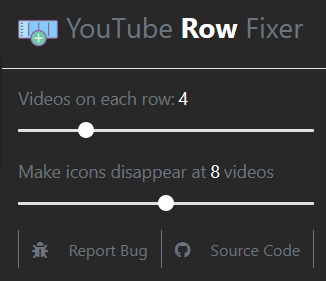 YouTube Row Fixer
Videos on each row: 4
Make icons disappear at 8 videos
Report Bug
Source Code